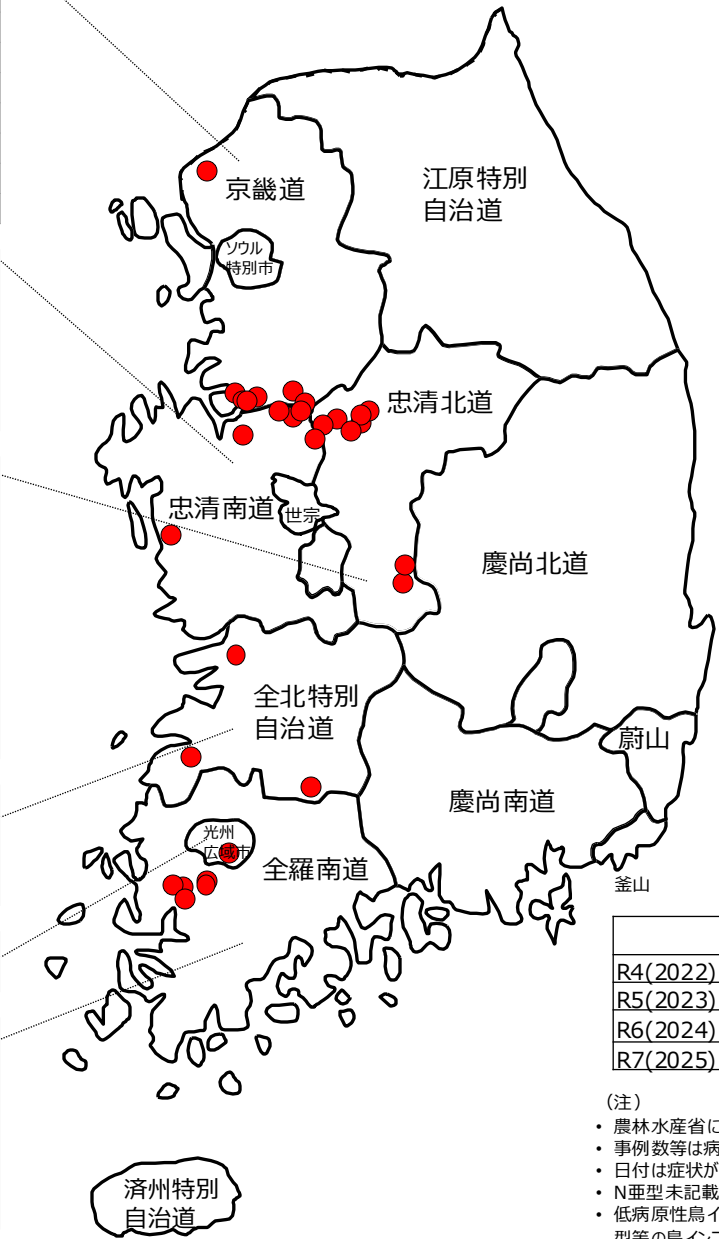 江原特別
自治道
京畿道
ソウル
特別市
忠清北道
忠清南道
世宗
慶尚北道
全北特別
自治道
蔚山
慶尚南道
光州
広域市
全羅南道
釜山
R4(2022)
R5(2023)
R6(2024)
R7(2025)
（注）
• 農林水産省に
• 事例数等は病
• 日付は症状が
• N亜型未記載
• 低病原性鳥イ
型等の鳥インフ
済州特別
自治道